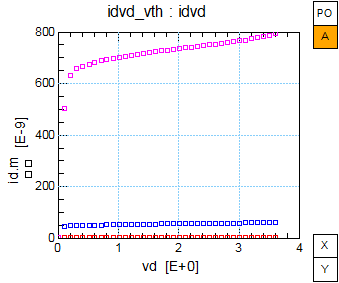 idvd_vth : idvd
PO
A
800
600
400
200
0
id.m [E-9]
0 1 2 3 4
vd [E+0]
X
Y